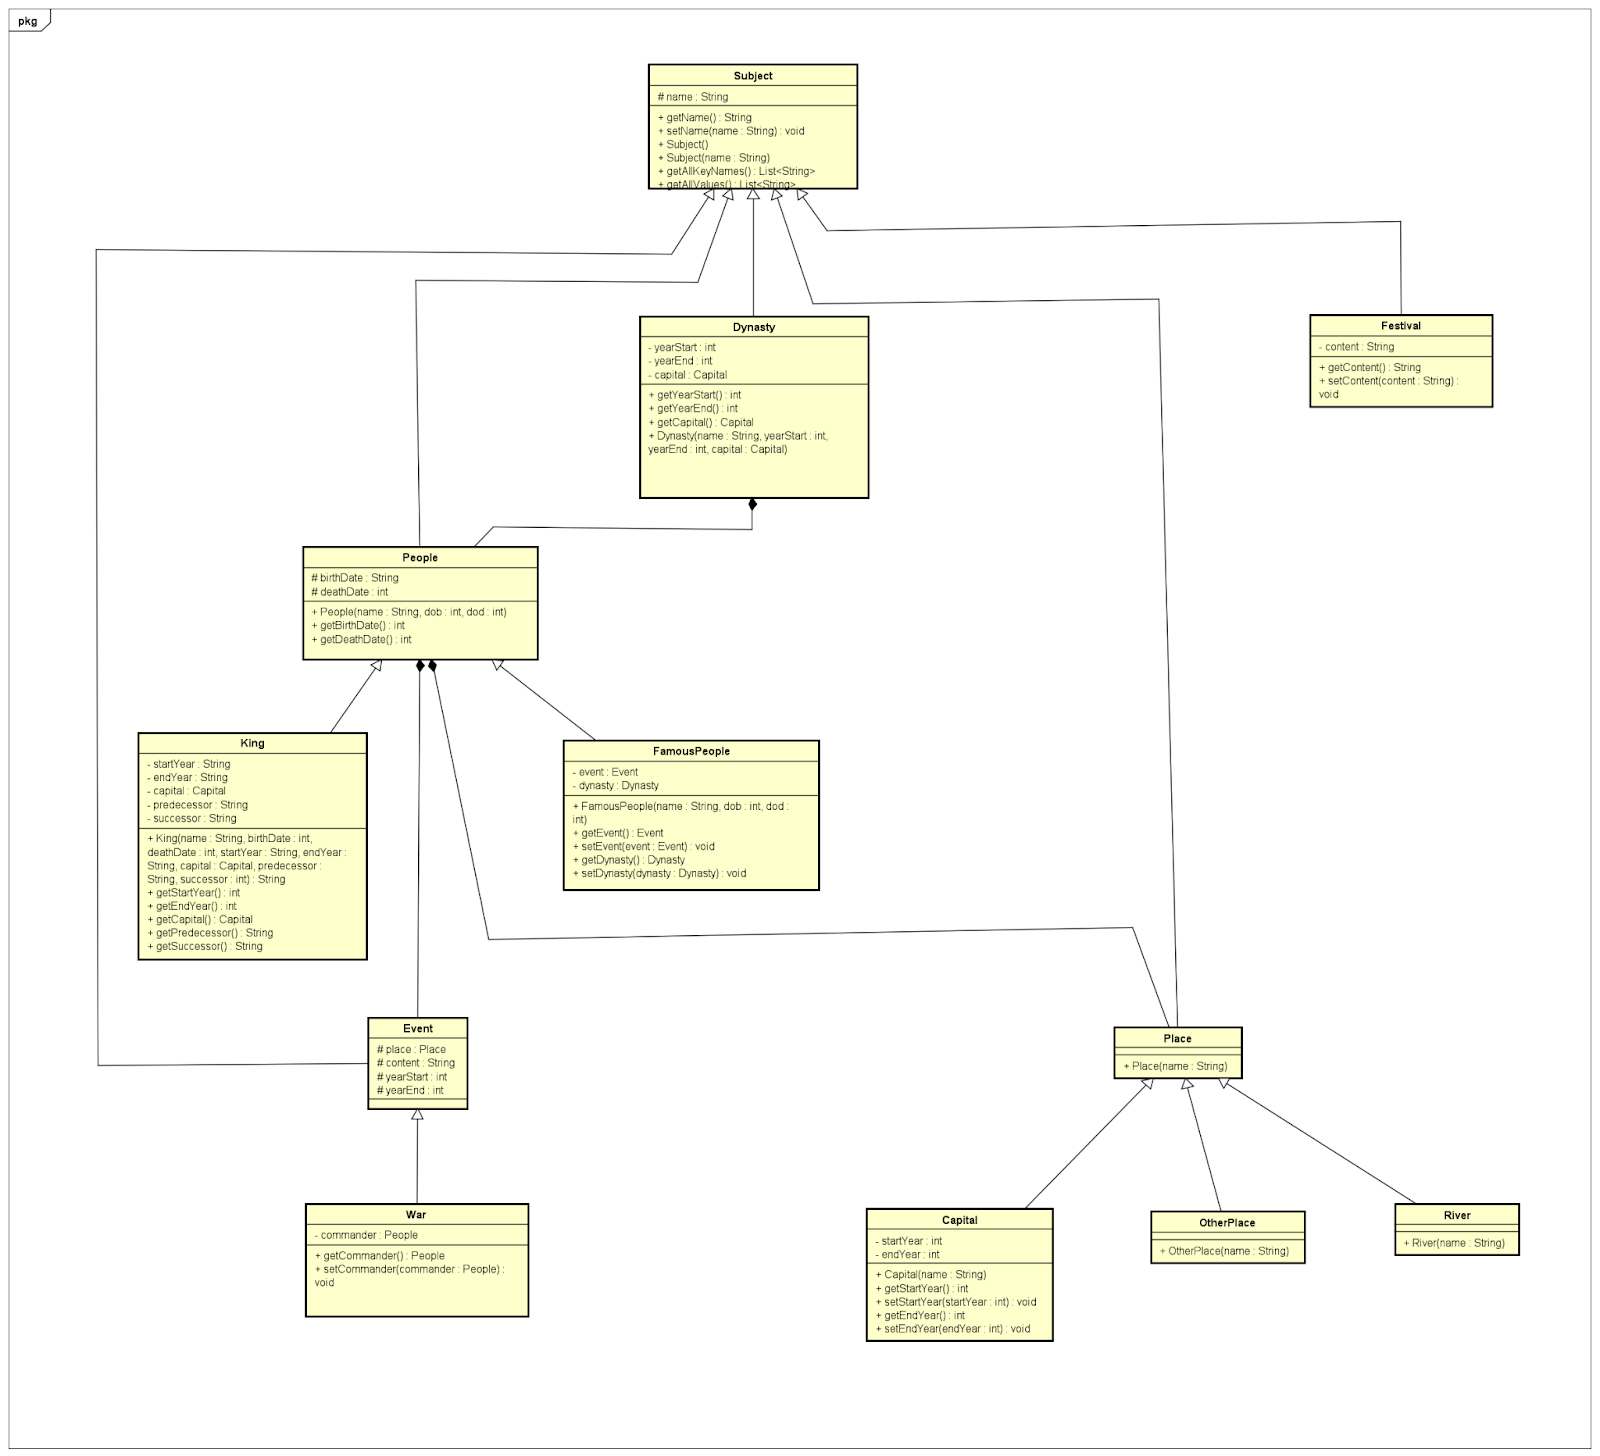 pkg
Subject
# name : String
+ getName() : String
+ setName(name : String) : void
+ Subject()
+ Subject(name : String)
+ getAllKeyNames() : List<String>
+ getAllValues() : List<String>
Dynasty
- yearStart : int
- yearEnd : int
- capital : Capital
+ getYearStart() : int
+ getYearEnd() : int
+ getCapital() : Capital
+ Dynasty(name : String, yearStart : int,
yearEnd : int, capital : Capital)
Festival
- content : String
+ getContent() : String
+ setContent(content : String) :
void
People
# birthDate : String
# deathDate : int
+ People(name : String, dob : int, dod : int)
+ getBirthDate() : int
+ getDeathDate() : int
King
- startYear : String
- endYear : String
- capital : Capital
- predecessor : String
- successor : String
+ King(name : String, birthDate : int,
deathDate : int, startYear : String, endYear :
String, capital : Capital, predecessor :
String, successor : int) : String
+ getStartYear() : int
+ getEndYear() : int
+ getCapital() : Capital
+ getPredecessor() : String
+ getSuccessor() : String
FamousPeople
- event : Event
- dynasty : Dynasty
+ FamousPeople(name : String, dob : int, dod :
int)
+ getEvent() : Event
+ setEvent(event : Event) : void
+ getDynasty() : Dynasty
+ setDynasty(dynasty : Dynasty) : void
Event
# place : Place
# content : String
# yearStart : int
# yearEnd : int
Place
+ Place(name : String)
War
- commander : People
+ getCommander() : People
+ setCommander(commander : People) :
void
Capital
- startYear : int
- endYear : int
+ Capital(name : String)
+ getStartYear() : int
+ setStartYear(startYear : int) : void
+ getEndYear() : int
+ setEndYear(endYear : int) : void
OtherPlace
+ OtherPlace(name : String)
River
+ River(name : String)